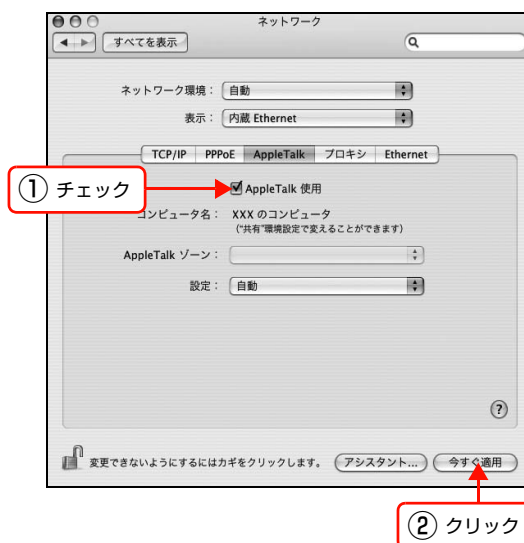 ネットワーク
すべてを表示
ネットワーク環境： 自動
表示： 内蔵 Ethernet
TCP/IP PPPoE AppleTalk プロキシ Ethernet
① チェック
AppleTalk 使用
コンピュータ名： XXX のコンピュータ
（“共有”環境設定で変えることができます）
AppleTalk ゾーン：
設定： 自動
?
変更できないようにするにはカギをクリックします。 アシスタント... 今すぐ適用
② クリック